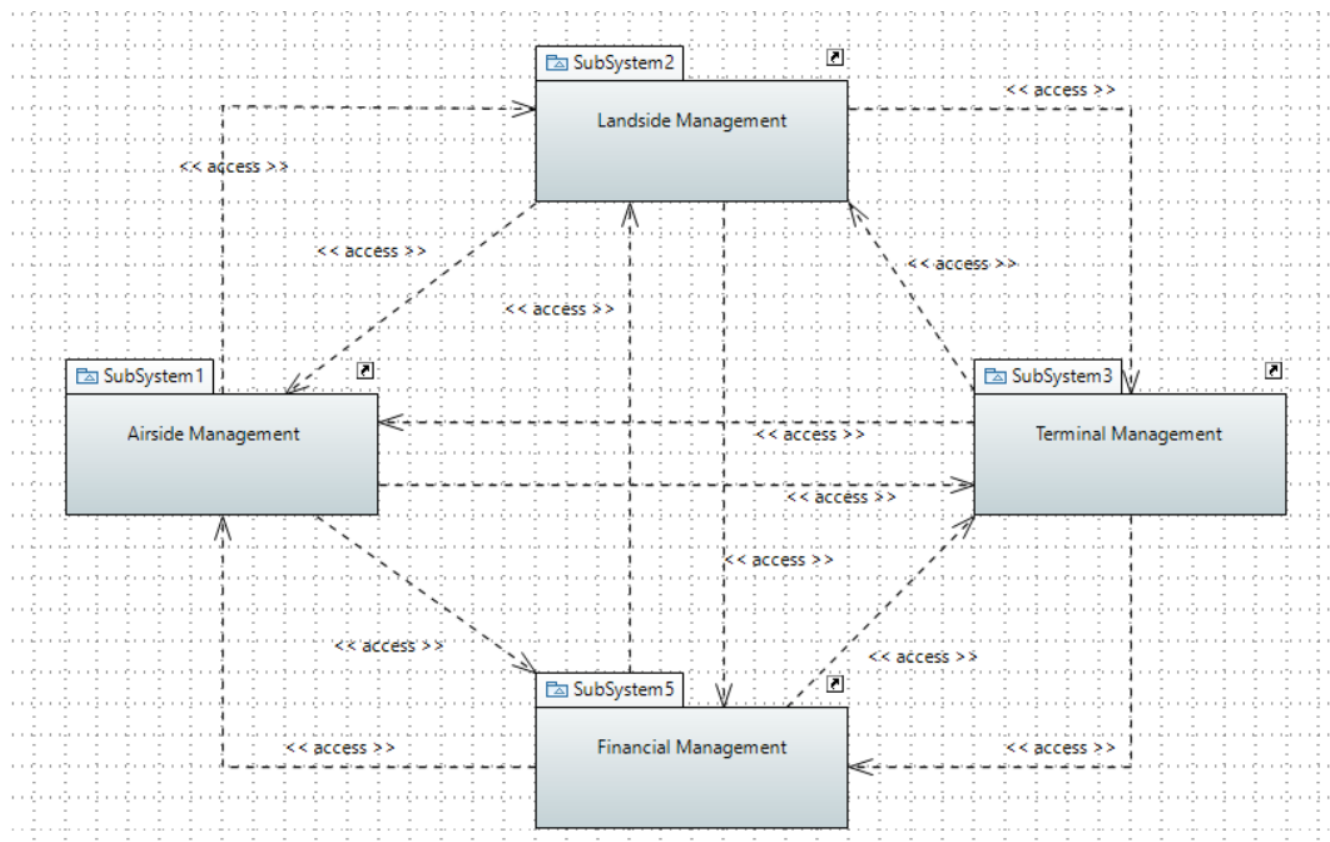 SubSystem2
Landside Management
<< access >>
<< access >>
<< access >>
<< access >>
<< access >>
SubSystem1
Airside Management
SubSystem3
Terminal Management
<< access >>
<< access >>
<< access >>
<< access >>
<< access >>
SubSystem5
Financial Management
<< access >>
<< access >>